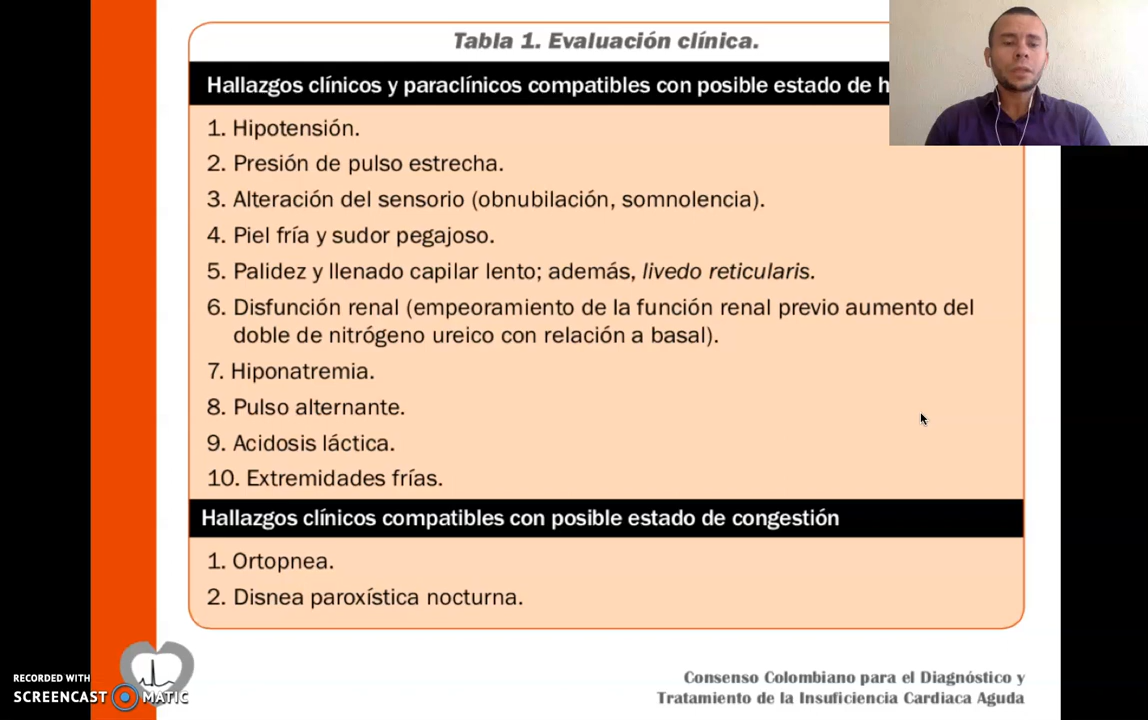 Tabla 1. Evaluación clínica.
Hallazgos clínicos y paraclínicos compatibles con posible estado de
1. Hipotensión.
2. Presión de pulso estrecha.
3. Alteración del sensorio (obnubilación, somnolencia).
4. Piel fría y sudor pegajoso.
5. Palidez y llenado capilar lento; además, livedo reticularis.
6. Disfunción renal (empeoramiento de la función renal previo aumento del
doble de nitrógeno ureico con relación a basal).
7. Hiponatremia.
8. Pulso alternante.
9. Acidosis láctica.
10. Extremidades frías.
Hallazgos clínicos compatibles con posible estado de congestión
1. Ortopnea.
2. Disnea paroxística nocturna.
Consenso Colombiano para el Diagnóstico y
Tratamiento de la Insuficiencia Cardiaca Aguda
RECORDED WITH
SCREENCAST MATIC